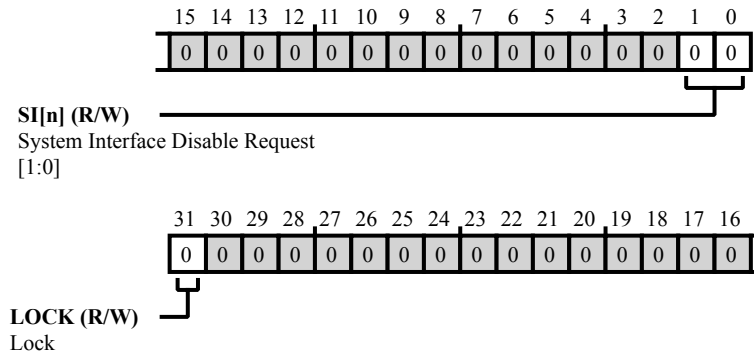 15 14 13 12 11 10 9 8 7 6 5 4 3 2 1 0
0 0 0 0 0 0 0 0 0 0 0 0 0 0 0 0
SI[n] (R/W)
System Interface Disable Request
[1:0]
31 30 29 28 27 26 25 24 23 22 21 20 19 18 17 16
0 0 0 0 0 0 0 0 0 0 0 0 0 0 0 0
LOCK (R/W)
Lock